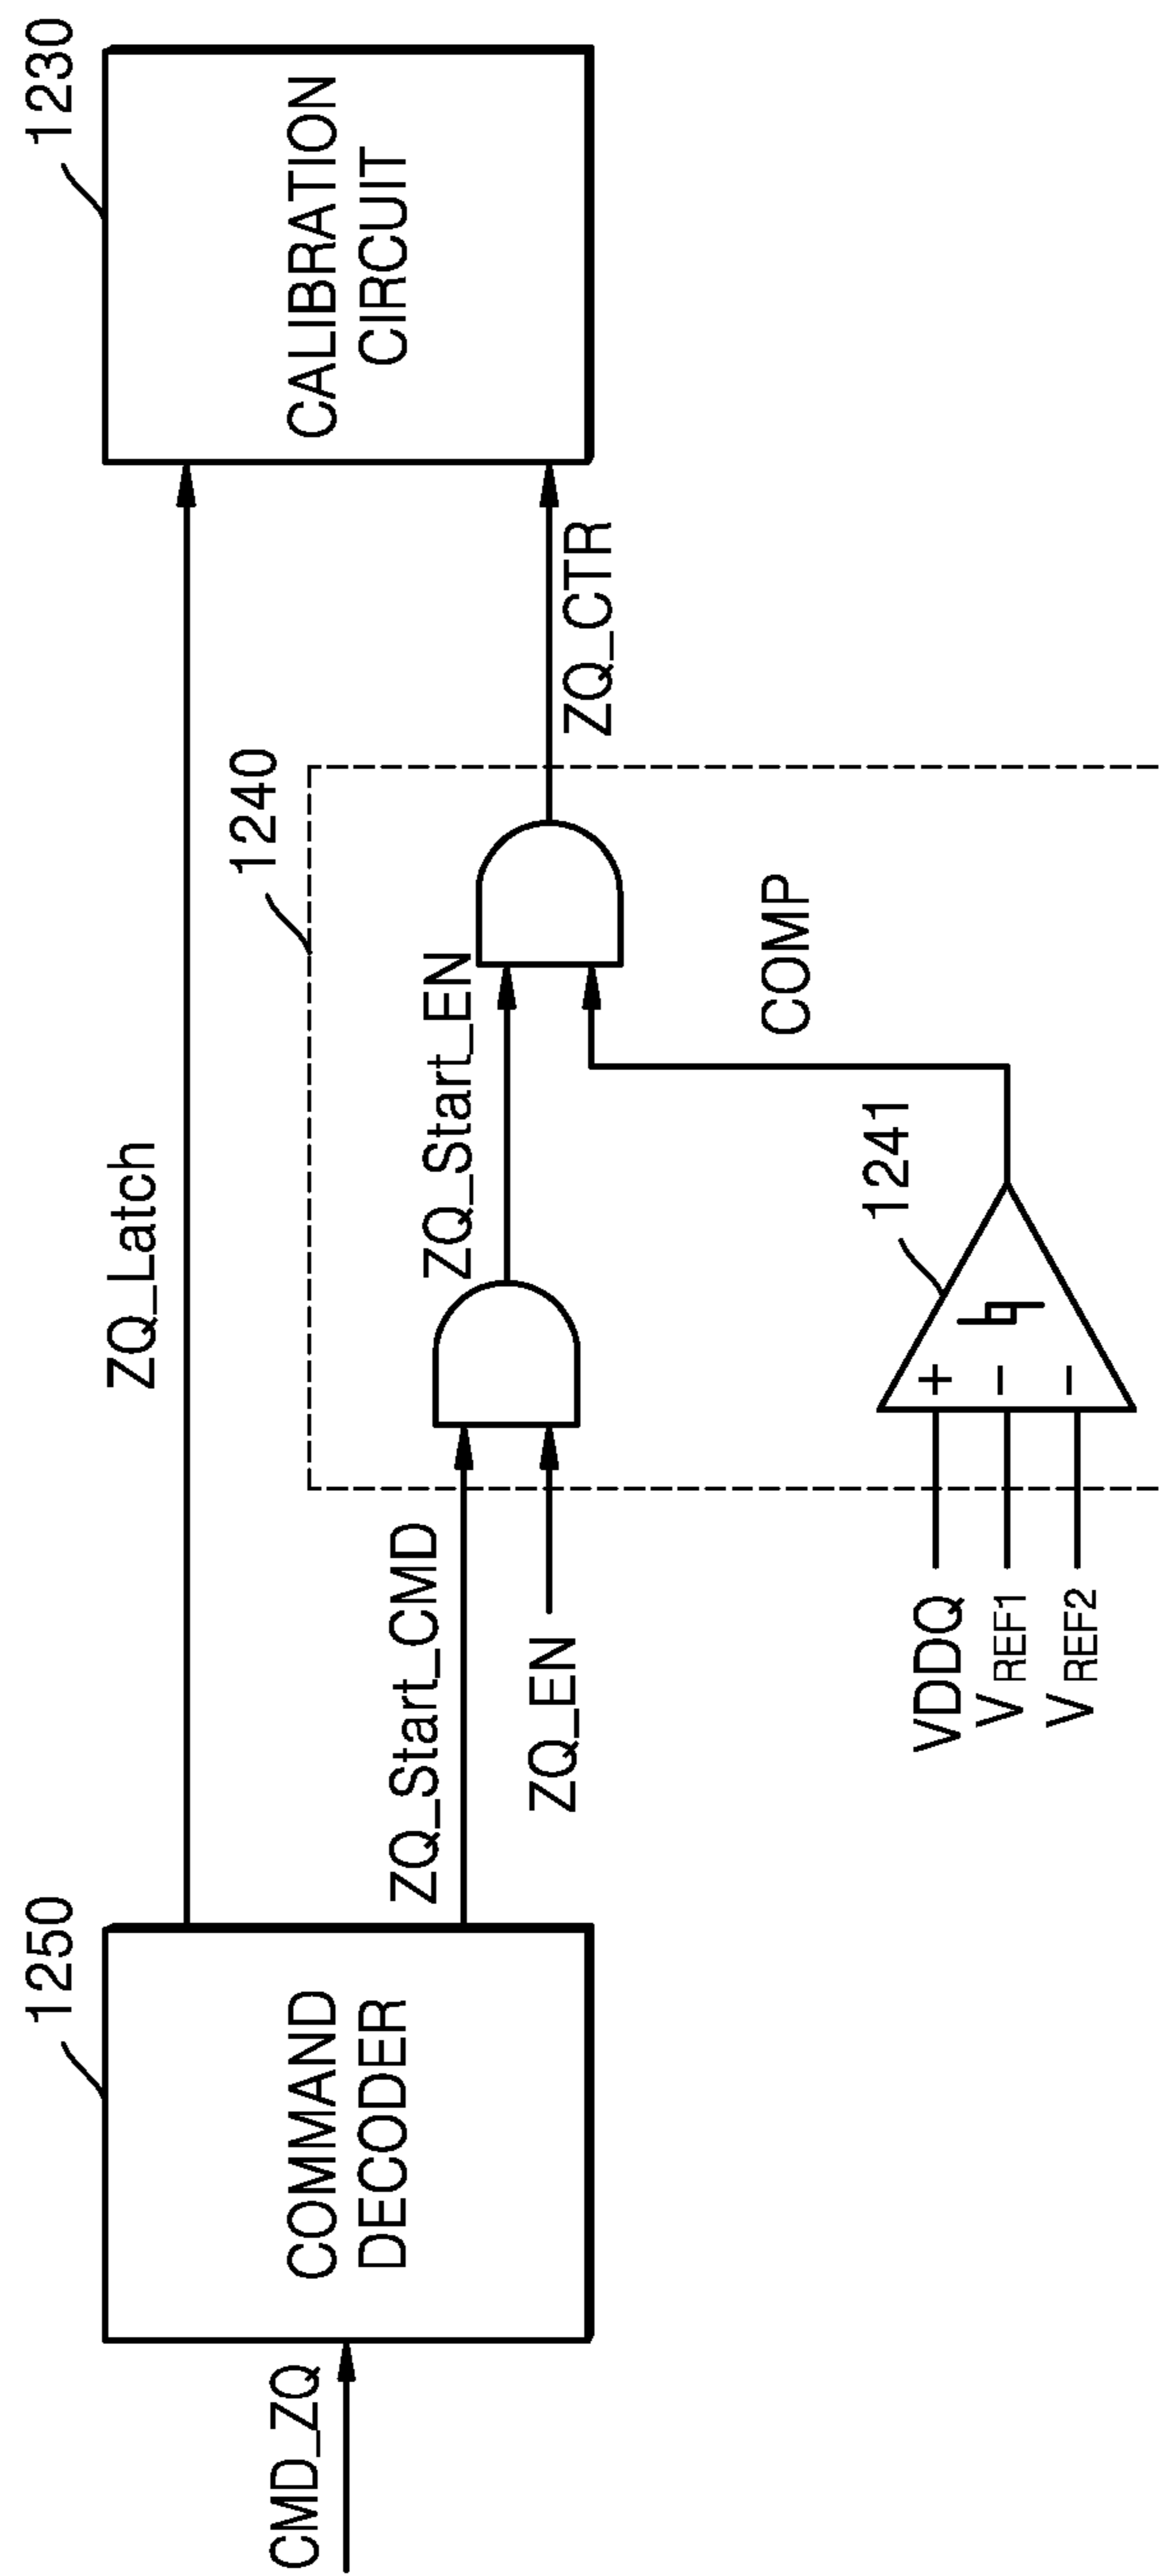 CMD_ZQ
1250
COMMAND
DECODER
ZQ_Latch
ZQ_Start_CMD
ZQ_EN
1240
ZQ_Start_EN
COMP
1241
VDDQ
VREF1
VREF2
+
−
−
ZQ_CTR
1230
CALIBRATION
CIRCUIT